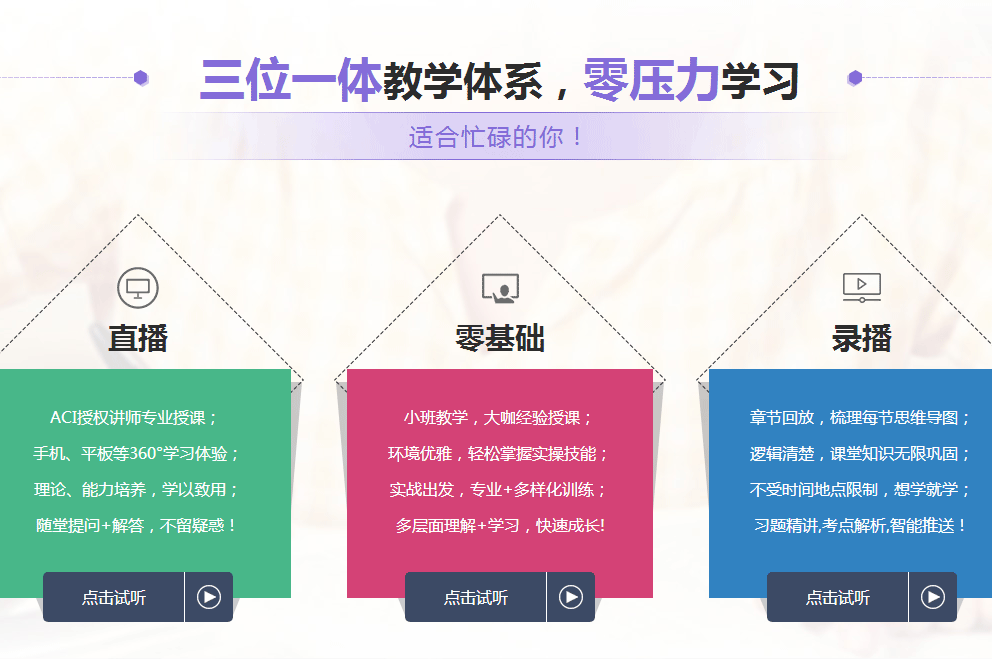 三位一体教学体系，零压力学习
适合忙碌的你！
直播
ACI授权讲师专业授课；
手机、平板等360°学习体验；
理论、能力培养，学以致用；
随堂提问+解答，不留疑惑！
点击试听
零基础
小班教学，大咖经验授课；
环境优雅，轻松掌握实操技能；
实战出发，专业+多样化训练；
多层面理解+学习，快速成长!
点击试听
录播
章节回放，梳理每节思维导图；
逻辑清楚，课堂知识无限巩固；
不受时间地点限制，想学就学；
习题精讲,考点解析,智能推送！
点击试听